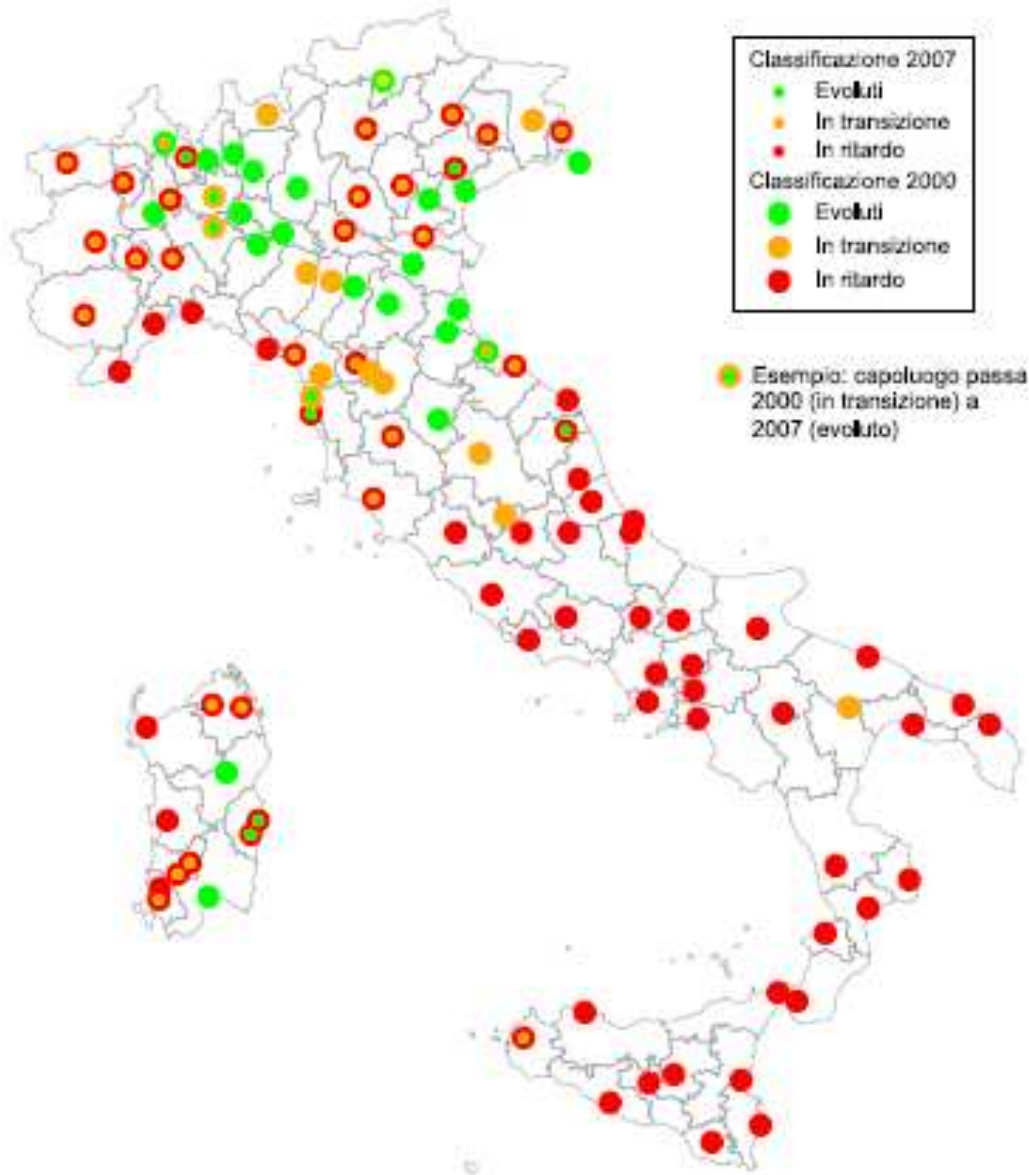 Classificazione 2007
Evoluti
In transizione
In ritardo
Classificazione 2000
Evoluti
In transizione
In ritardo
Esempio: capoluogo passa
2000 (in transizione) a
2007 (evoluto)